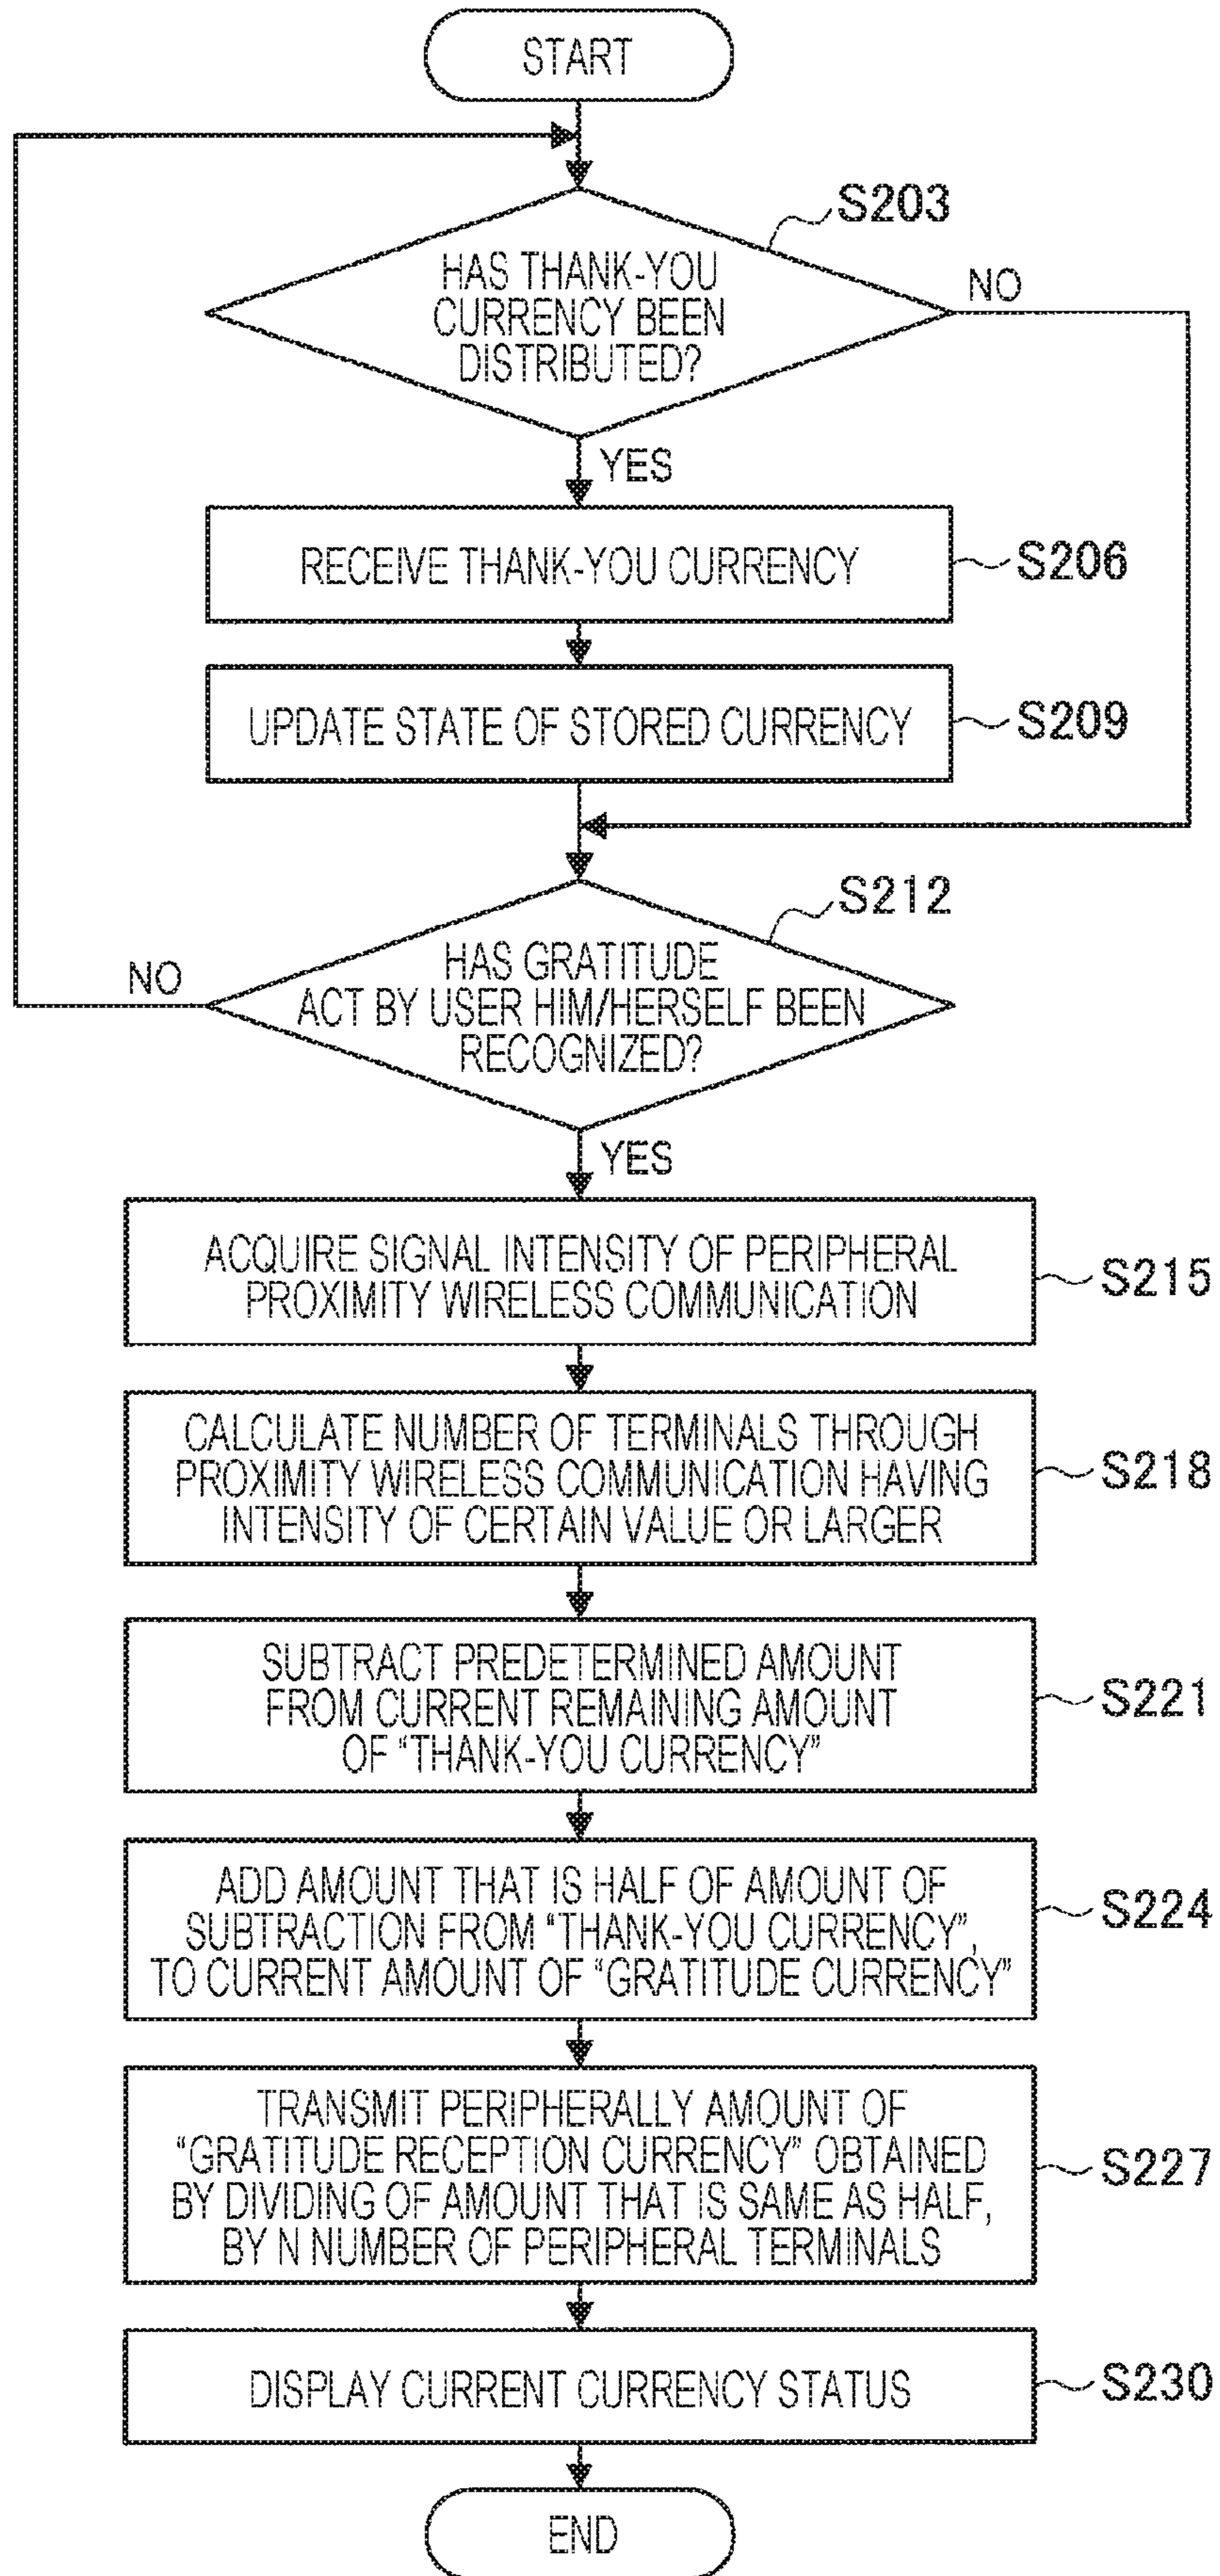 START
S203
HAS THANK-YOU
CURRENCY BEEN
DISTRIBUTED?
NO
YES
RECEIVE THANK-YOU CURRENCY
S206
UPDATE STATE OF STORED CURRENCY
S209
S212
HAS GRATITUDE
ACT BY USER HIM/HERSELF BEEN
RECOGNIZED?
NO
YES
ACQUIRE SIGNAL INTENSITY OF PERIPHERAL
PROXIMITY WIRELESS COMMUNICATION
S215
CALCULATE NUMBER OF TERMINALS THROUGH
PROXIMITY WIRELESS COMMUNICATION HAVING
INTENSITY OF CERTAIN VALUE OR LARGER
S218
SUBTRACT PREDETERMINED AMOUNT
FROM CURRENT REMAINING AMOUNT
OF “THANK-YOU CURRENCY”
S221
ADD AMOUNT THAT IS HALF OF AMOUNT OF
SUBTRACTION FROM “THANK-YOU CURRENCY”,
TO CURRENT AMOUNT OF “GRATITUDE CURRENCY”
S224
TRANSMIT PERIPHERALLY AMOUNT OF
“GRATITUDE RECEPTION CURRENCY” OBTAINED
BY DIVIDING OF AMOUNT THAT IS SAME AS HALF,
BY N NUMBER OF PERIPHERAL TERMINALS
S227
DISPLAY CURRENT CURRENCY STATUS
S230
END